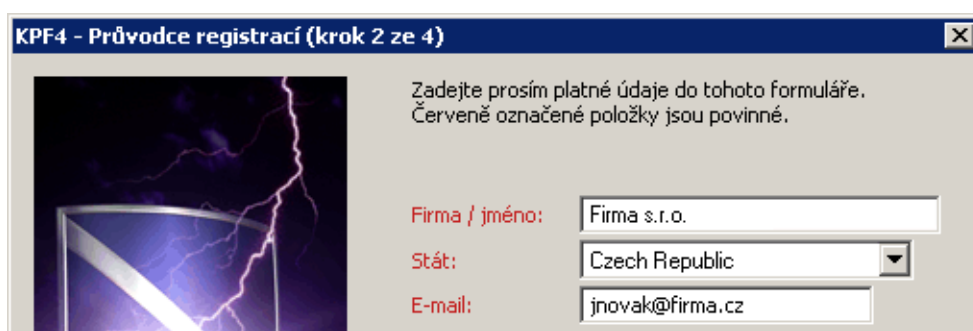 KPF4 - Průvodce registrací (krok 2 ze 4)
Zadejte prosím platné údaje do tohoto formuláře.
Červeně označené položky jsou povinné.
Firma / jméno: Firma s.r.o.
Stát: Czech Republic
E-mail: jnovak@firma.cz